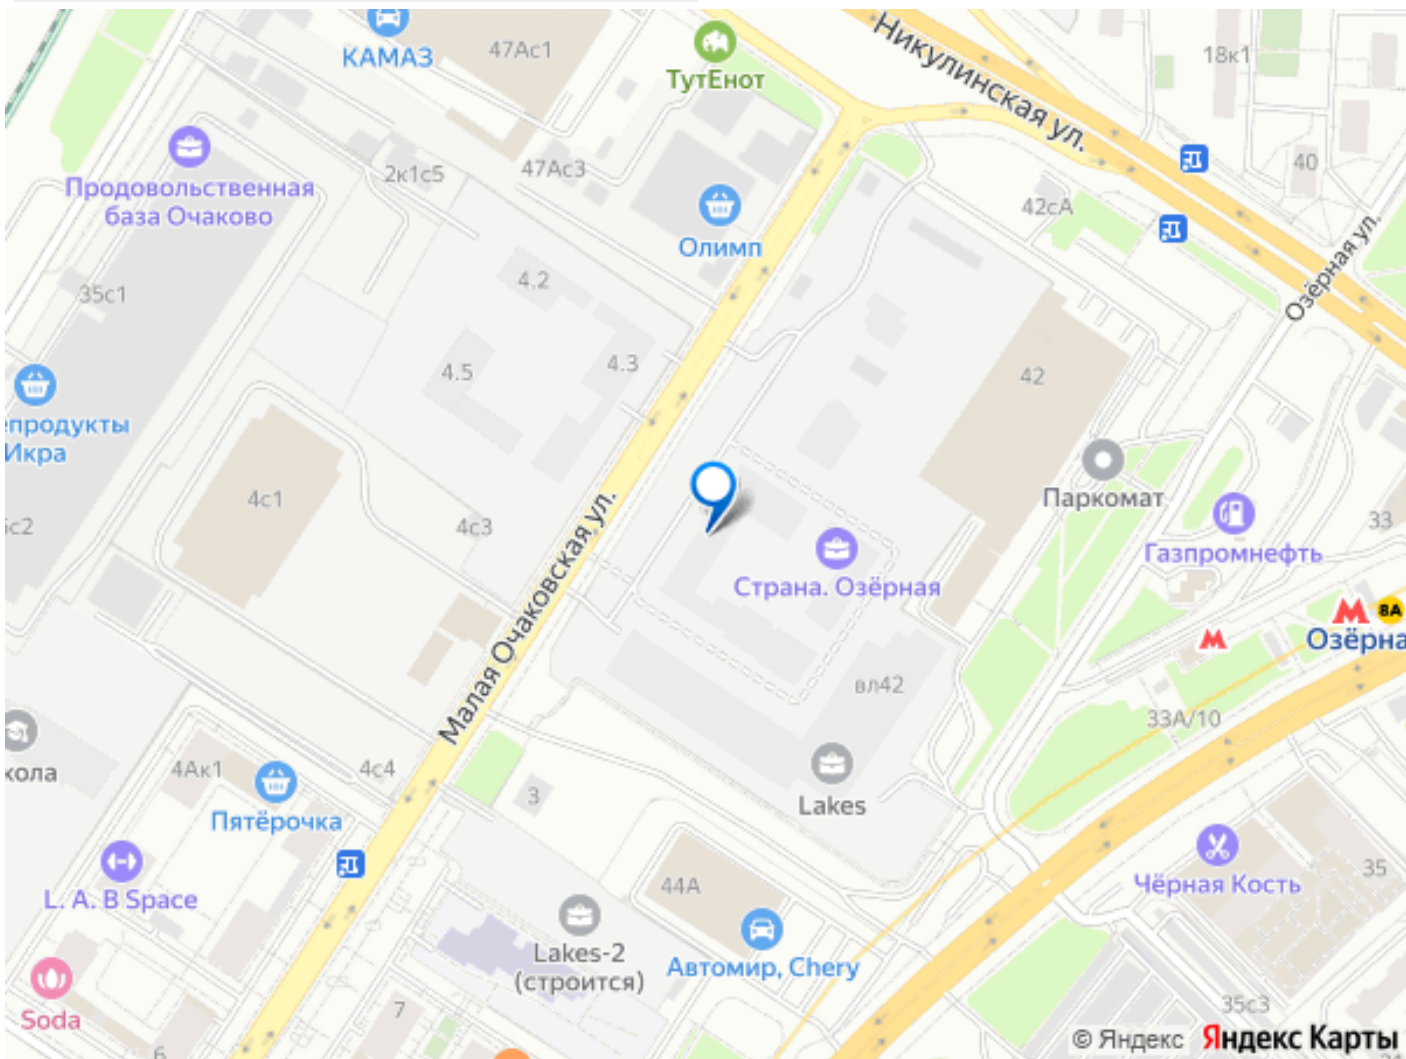 КАМАЗ
47Ас1
ТутЕнот
Никулинская ул.
18к1
Продовольственная
база Очаково
2к1с5
47Ас3
Олимп
42сА
40
Озёрная ул.
35с1
4.2
4.3
4.5
42
епродукты
Икра
4с1
4с3
Малая Очаковская ул.
Паркомат
Газпромнефть
33
Страна. Озёрная
8А
Озёрна
вл42
33А/10
кола
4Ак1
4с4
Пятёрочка
3
Lakes
L. A. B Space
44А
Чёрная Кость
35
Lakes-2
(строится)
Автомир, Chery
Soda
7
6
35с3
© Яндекс Яндекс Карты